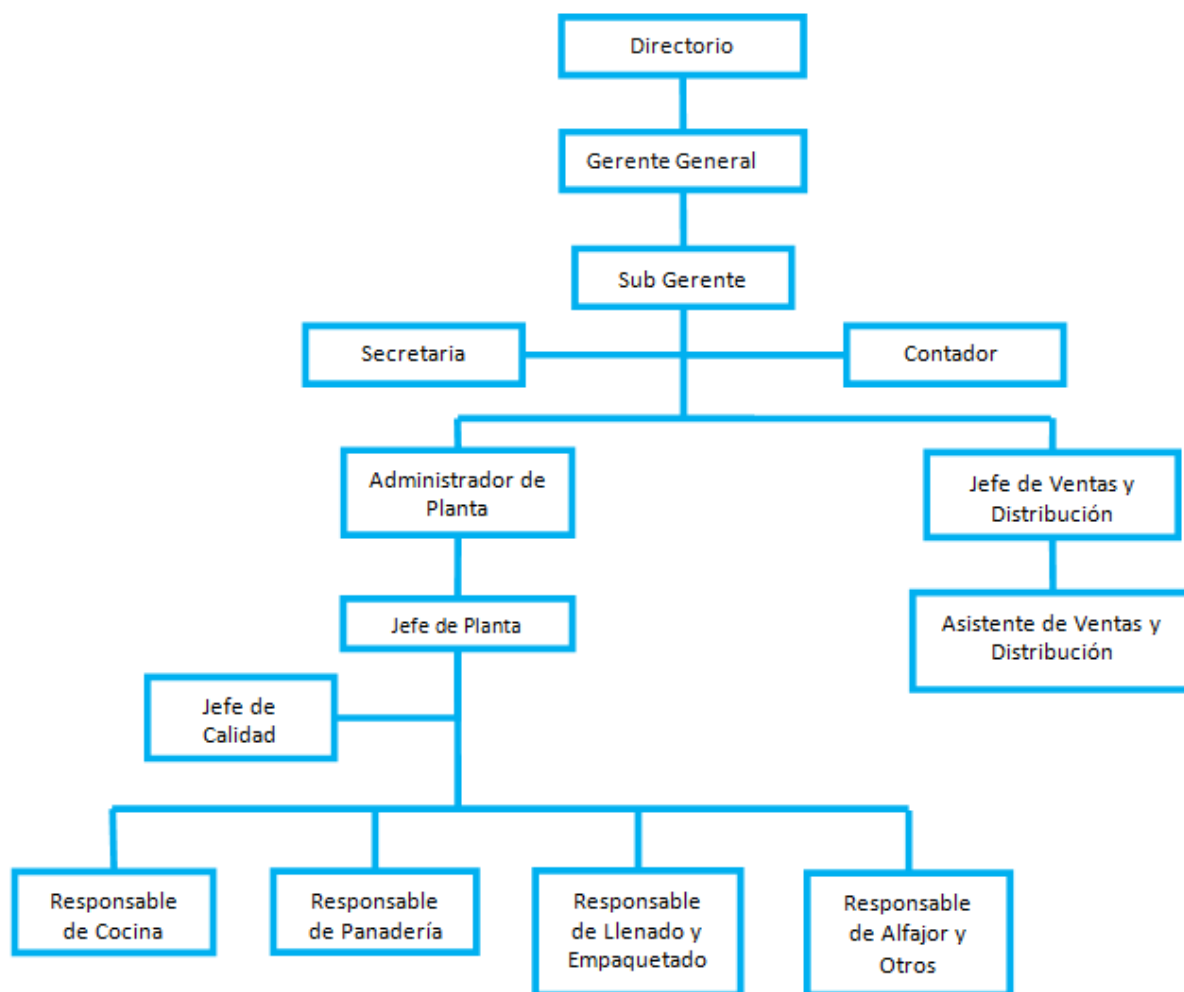 Directorio
Gerente General
Sub Gerente
Secretaria
Contador
Administrador de
Planta
Jefe de Ventas y
Distribución
Jefe de Planta
Asistente de Ventas y
Distribución
Jefe de
Calidad
Responsable
de Cocina
Responsable
de Panadería
Responsable
de Llenado y
Empaquetado
Responsable
de Alfajor y
Otros